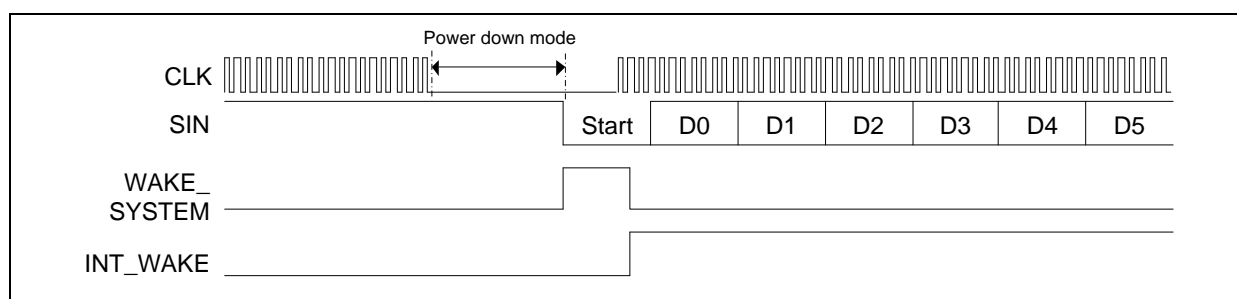 Power down mode
CLK
SIN
Start D0 D1 D2 D3 D4 D5
WAKE_
SYSTEM
INT_WAKE